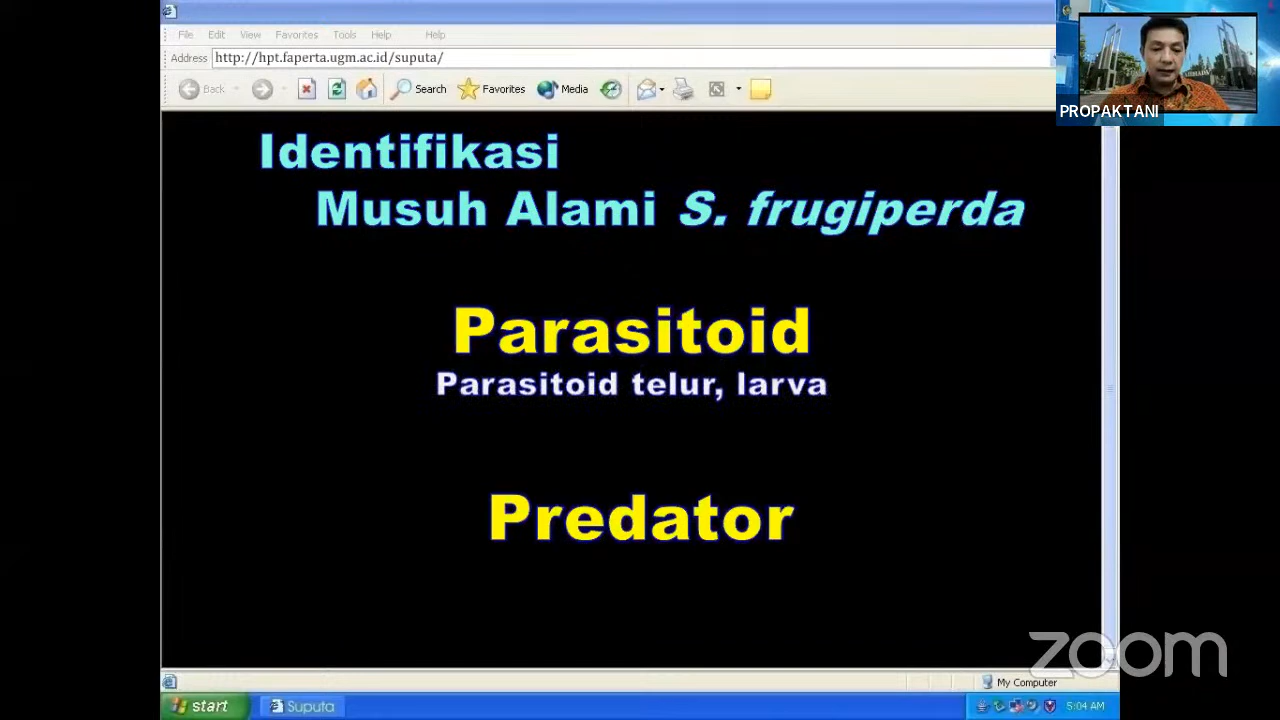 File Edit View Favorites Tools Help Help
Address http://hpt.faperta.ugm.ac.id/suputa/
Back Search Favorites Media
PROPAKTANI
Identifikasi
Musuh Alami S. frugiperda
Parasitoid
Parasitoid telur, larva
Predator
zoom
My Computer
start Suputa 5:04 AM